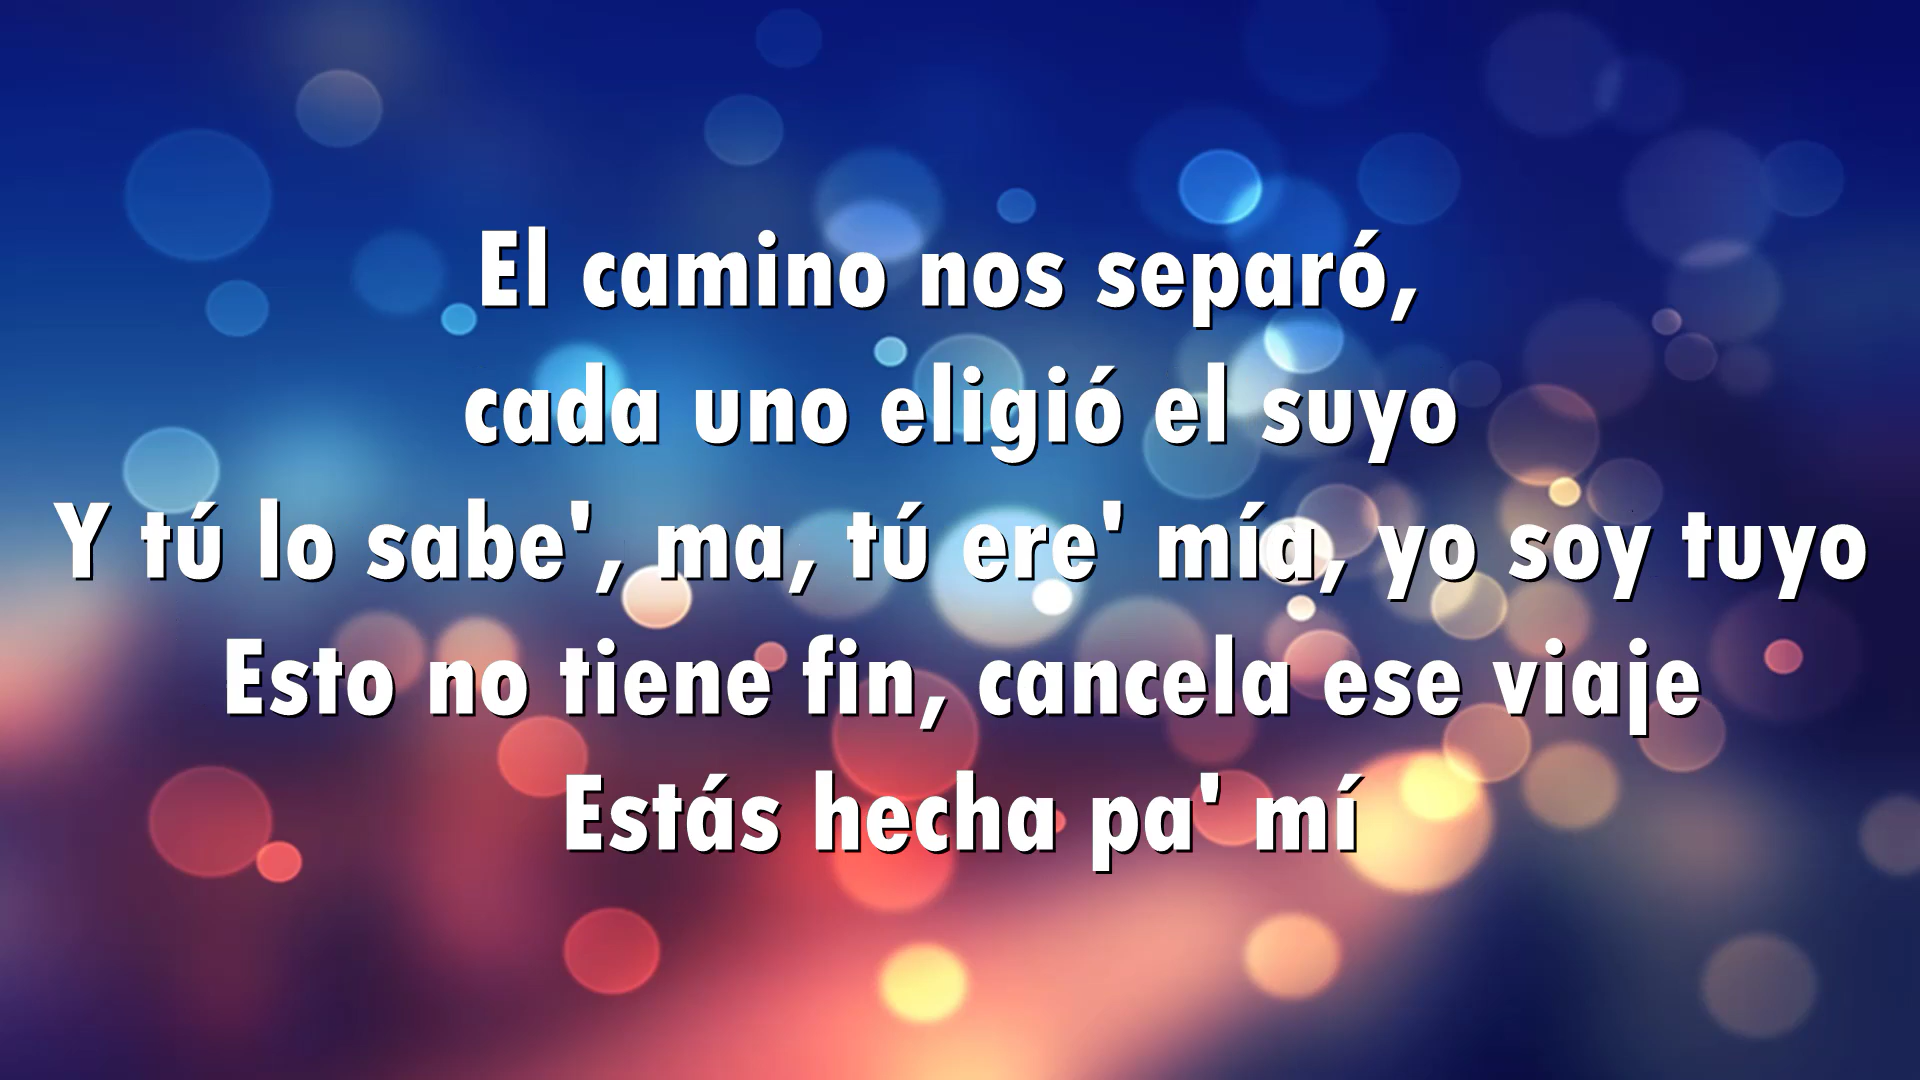 El camino nos separó,
cada uno eligió el suyo
Y tú lo sabe', ma, tú ere' mía, yo soy tuyo
Esto no tiene fin, cancela ese viaje
Estás hecha pa' mí